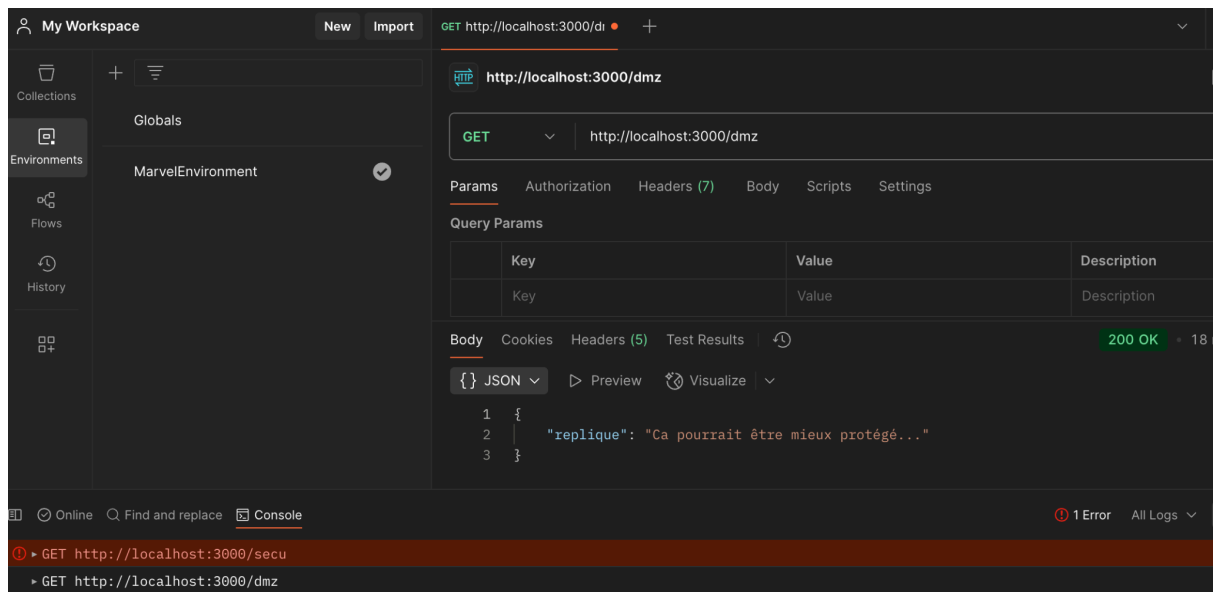 My Workspace New Import GET http://localhost:3000/di
Collections
Globals
HTTP http://localhost:3000/dmz
Environments
MarvelEnvironment
GET http://localhost:3000/dmz
Flows
Params Authorization Headers (7) Body Scripts Settings
Query Params
History
Key Value Description
Key Value Description
Body Cookies Headers (5) Test Results 200 OK • 18
{} JSON Preview Visualize
1 {
2 "replique": "Ca pourrait être mieux protégé..."
3 }
Online Find and replace Console 1 Error All Logs
GET http://localhost:3000/secu
GET http://localhost:3000/dmz